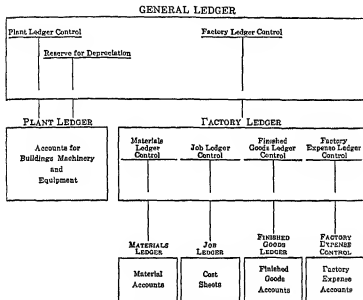 GENERAL LEDGER
Plant Ledger Control
Factory Ledger Control
Reserve for Depreciation
PLANT LEDGER
FACTORY LEDGER
Accounts for
Buildings Machinery
and
Equipment
Materials
Ledger
Control
Job Ledger
Control
Finished
Goods Ledger
Control
Factory
Expense Ledger
Control
MATERIALS
LEDGER
JOB
LEDGER
FINISHED
GOODS
LEDGER
FACTORY
EXPENSE
CONTROL
Material
Accounts
Cost
Sheets
Finished
Goods
Accounts
Factory
Expense
Accounts